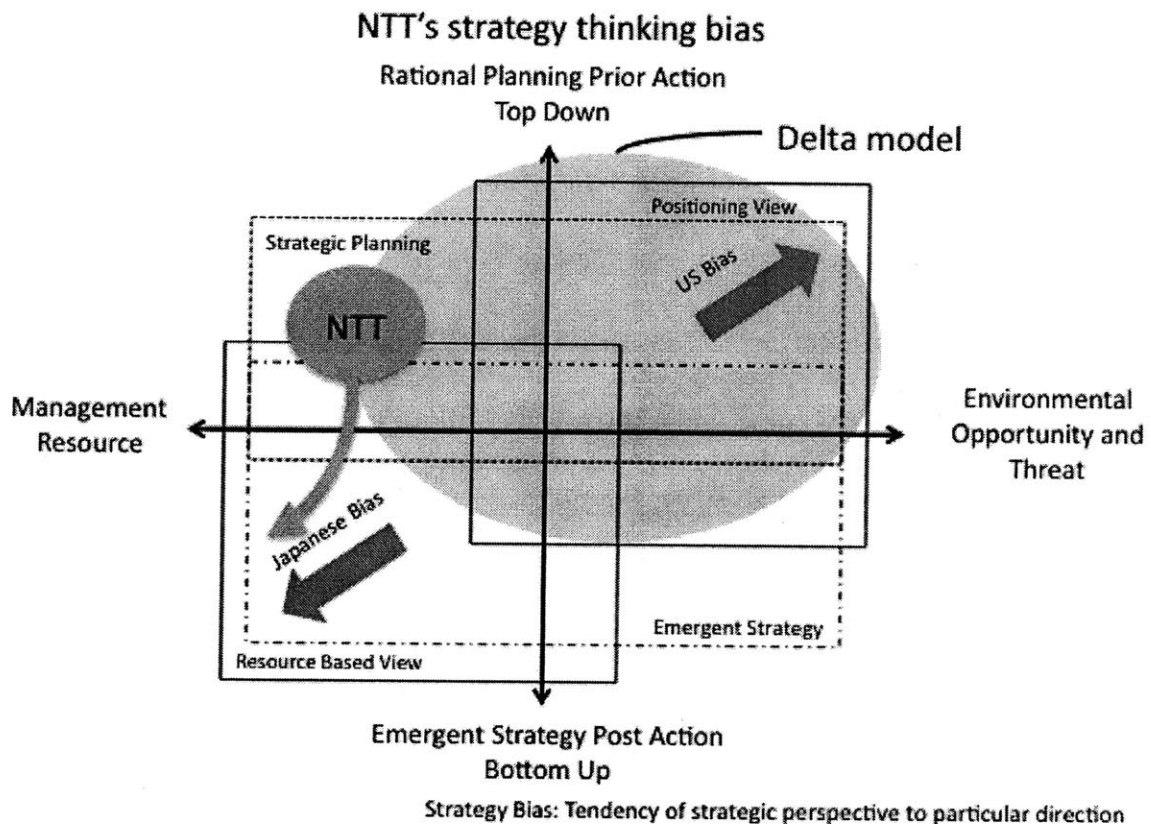 NTT's strategy thinking bias
Rational Planning Prior Action
Top Down
Delta model
Positioning View
Strategic Planning
US Bias
NTT
Management
Resource
Environmental
Opportunity and
Threat
Japanese Bias
Emergent Strategy
Resource Based View
Emergent Strategy Post Action
Bottom Up
Strategy Bias: Tendency of strategic perspective to particular direction